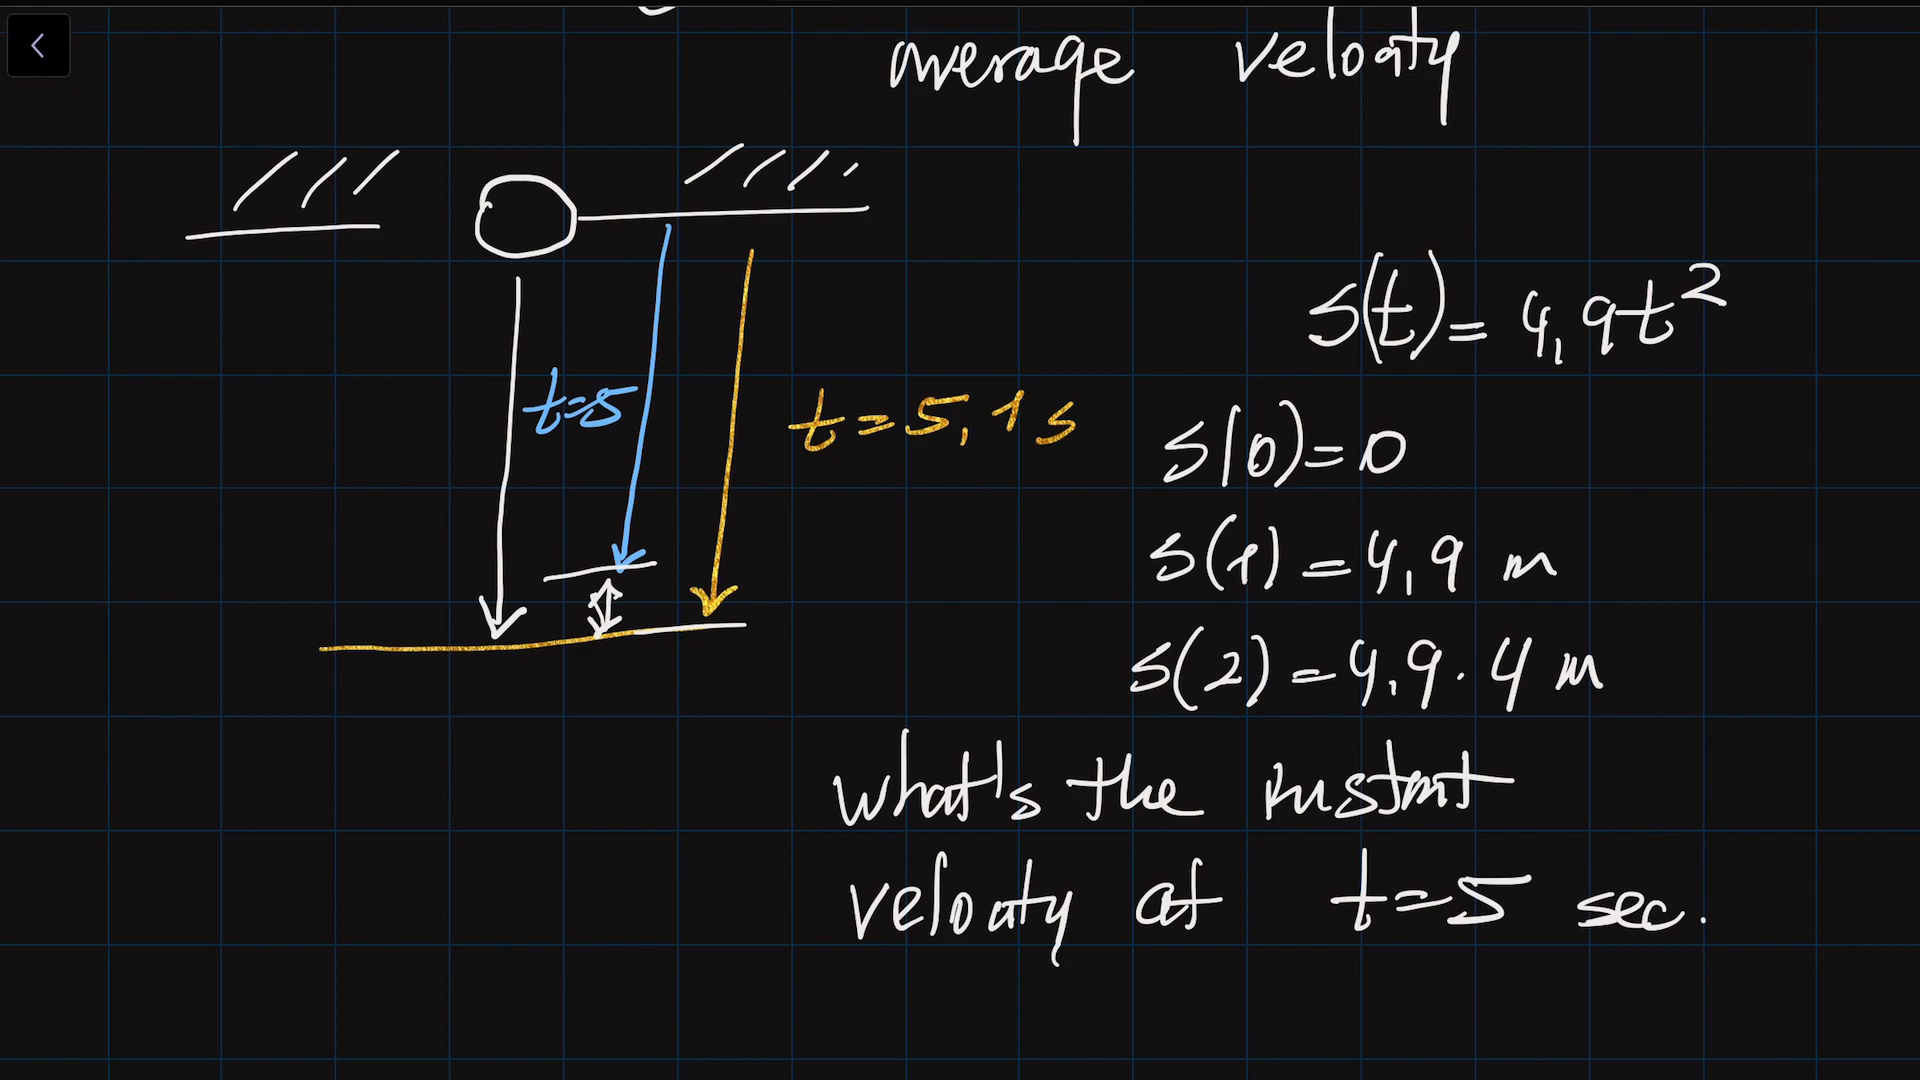 average velocity
s(t) = 4,9t²
t=5
t = 5,1 s
s(0) = 0
s(1) = 4,9 m
s(2) = 4,9 · 4 m
what's the instant
velocity at t=5 sec.